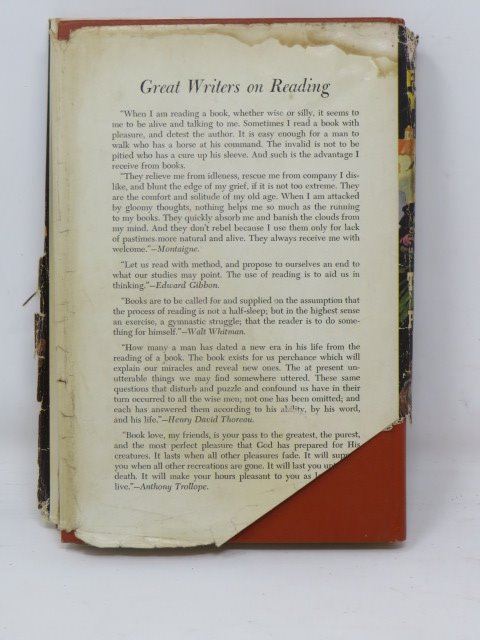 Great Writers on Reading
"When I am reading a book, whether wise or silly, it seems to
me to be alive and talking to me. Sometimes I read a book with
pleasure, and detest the author. It is easy enough for a man to
walk who has a horse at his command. The invalid is not to be
pitied who has a cure up his sleeve. And such is the advantage I
receive from books.
"They relieve me from idleness, rescue me from company I dis-
like, and blunt the edge of my grief, if it is not too extreme. They
are the comfort and solitude of my old age. When I am attacked
by gloomy thoughts, nothing helps me so much as the running
to my books. They quickly absorb me and banish the clouds from
my mind. And they don't rebel because I use them only for lack
of pastimes more natural and alive. They always receive me with
welcome."—Montaigne.
"Let us read with method, and propose to ourselves an end to
what our studies may point. The use of reading is to aid us in
thinking."—Edward Gibbon.
"Books are to be called for and supplied on the assumption that
the process of reading is not a half-sleep; but in the highest sense
an exercise, a gymnastic struggle; that the reader is to do some-
thing for himself."—Walt Whitman.
"How many a man has dated a new era in his life from the
reading of a book. The book exists for us perchance which will
explain our miracles and reveal new ones. The at present un-
utterable things we may find somewhere uttered. These same
questions that disturb and puzzle and confound us have in their
turn occurred to all the wise men; not one has been omitted; and
each has answered them according to his ability, by his word,
and his life."—Henry David Thoreau.
"Book love, my friends, is your pass to the greatest, the purest,
and the most perfect pleasure that God has prepared for His
creatures. It lasts when all other pleasures fade. It will
you when all other recreations are gone. It will last you
death. It will make your hours pleasant to you as
live."—Anthony Trollope.